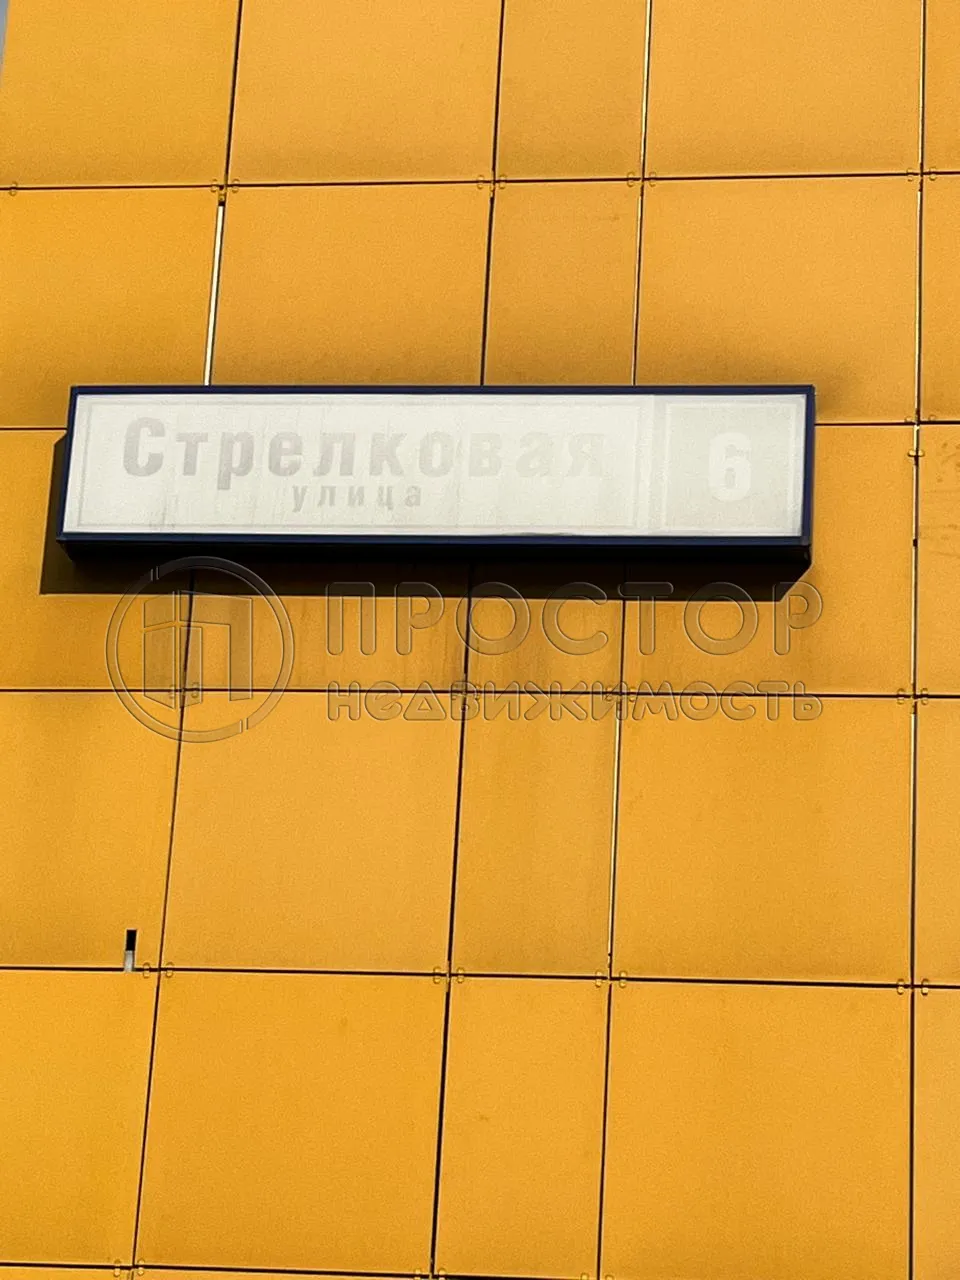 Стрелковая 6
улица
ПРОСТОР
недвижимость